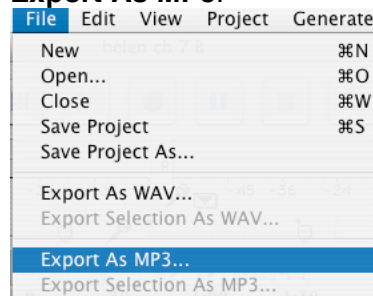 Export As MP3.
File Edit View Project Generate
New ⌘N
Open... ⌘O
Close ⌘W
Save Project ⌘S
Save Project As...
Export As WAV...
Export Selection As WAV...
Export As MP3...
Export Selection As MP3...